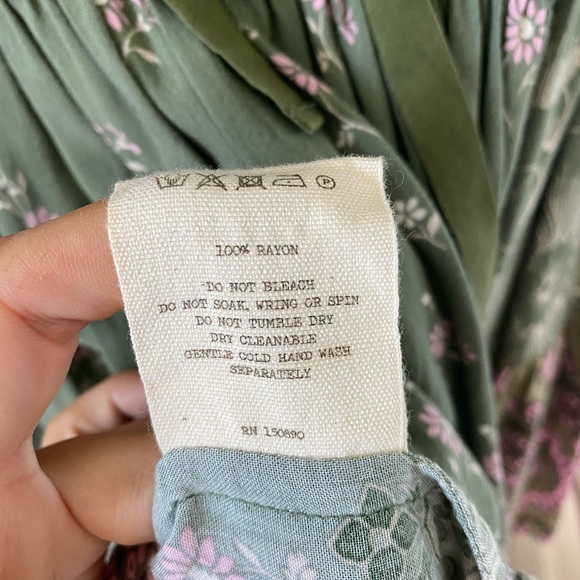 P
100% RAYON
DO NOT BLEACH
DO NOT SOAK, WRING OR SPIN
DO NOT TUMBLE DRY
DRY CLEANABLE
GENTLE COLD HAND WASH
SEPARATELY
RN 150890